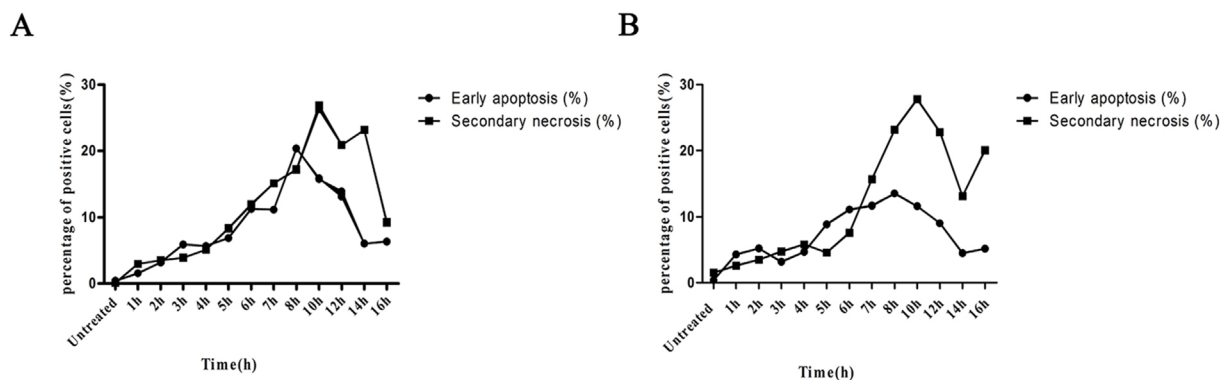 A
percentage of positive cells(%)
30
20
10
0
Untreated
1h
2h
3h
4h
5h
6h
7h
8h
10h
12h
14h
16h
Time(h)
Early apoptosis (%)
Secondary necrosis (%)
B
percentage of positive cells(%)
30
20
10
0
Untreated
1h
2h
3h
4h
5h
6h
7h
8h
10h
12h
14h
16h
Time(h)
Early apoptosis (%)
Secondary necrosis (%)